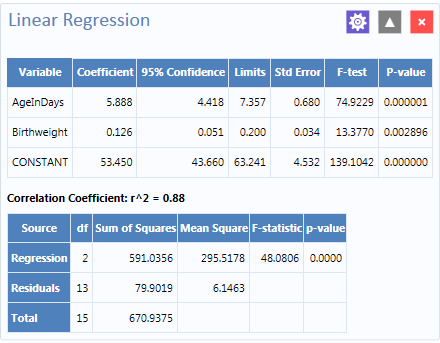 Linear Regression
Variable Coefficient 95% Confidence Limits Std Error F-test P-value
AgeInDays 5.888 4.418 7.357 0.680 74.9229 0.000001
Birthweight 0.126 0.051 0.200 0.034 13.3770 0.002896
CONSTANT 53.450 43.660 63.241 4.532 139.1042 0.000000
Correlation Coefficient: r^2 = 0.88
Source df Sum of Squares Mean Square F-statistic p-value
Regression 2 591.0356 295.5178 48.0806 0.0000
Residuals 13 79.9019 6.1463
Total 15 670.9375